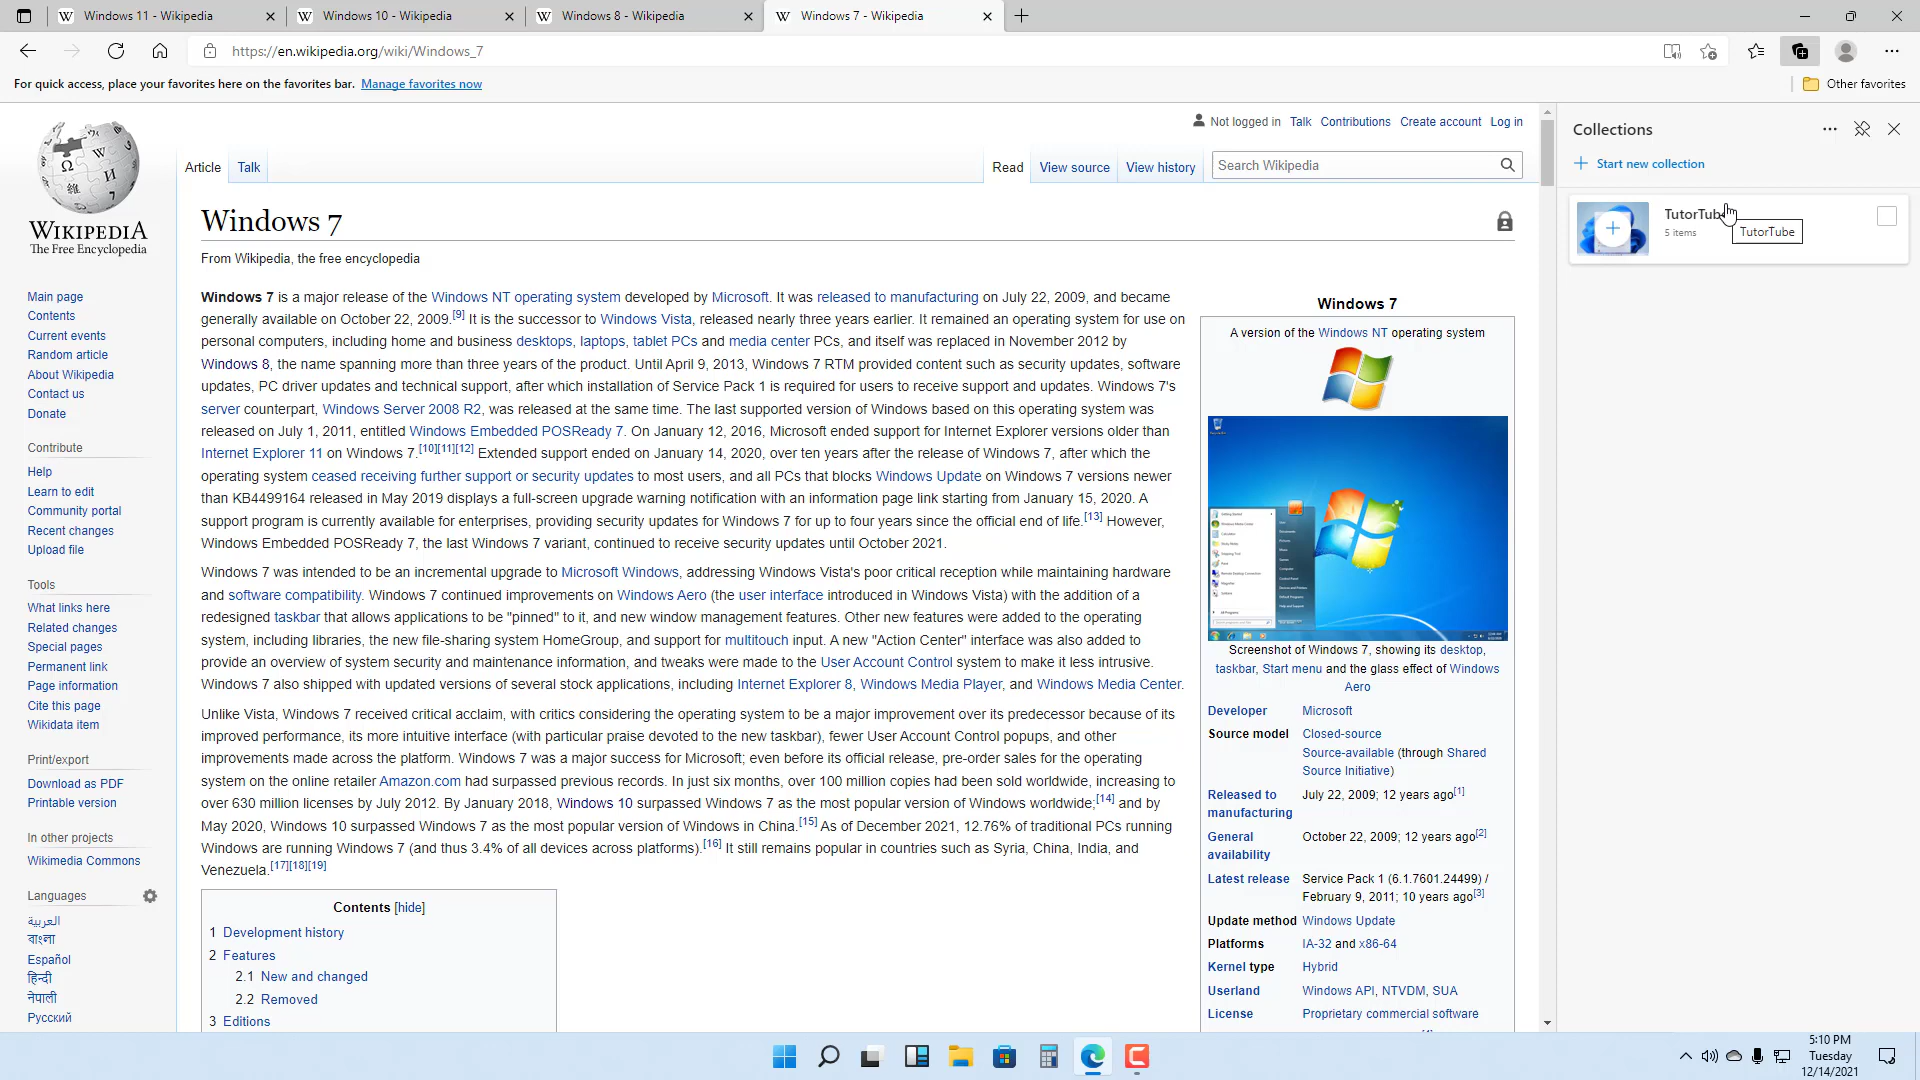 Windows 11 - Wikipedia
Windows 10 - Wikipedia
Windows 8 - Wikipedia
Windows 7 - Wikipedia
https://en.wikipedia.org/wiki/Windows_7
For quick access, place your favorites here on the favorites bar. Manage favorites now
Other favorites
WIKIPEDIA
The Free Encyclopedia
Main page
Contents
Current events
Random article
About Wikipedia
Contact us
Donate
Contribute
Help
Learn to edit
Community portal
Recent changes
Upload file
Tools
What links here
Related changes
Special pages
Permanent link
Page information
Cite this page
Wikidata item
Print/export
Download as PDF
Printable version
In other projects
Wikimedia Commons
Languages
العربية
বাংলা
Español
हिन्दी
नेपाली
Русский
Not logged in Talk Contributions Create account Log in
Article Talk
Read View source View history
Search Wikipedia
Windows 7
From Wikipedia, the free encyclopedia
Windows 7 is a major release of the Windows NT operating system developed by Microsoft. It was released to manufacturing on July 22, 2009, and became
generally available on October 22, 2009.[9] It is the successor to Windows Vista, released nearly three years earlier. It remained an operating system for use on
personal computers, including home and business desktops, laptops, tablet PCs and media center PCs, and itself was replaced in November 2012 by
Windows 8, the name spanning more than three years of the product. Until April 9, 2013, Windows 7 RTM provided content such as security updates, software
updates, PC driver updates and technical support, after which installation of Service Pack 1 is required for users to receive support and updates. Windows 7's
server counterpart, Windows Server 2008 R2, was released at the same time. The last supported version of Windows based on this operating system was
released on July 1, 2011, entitled Windows Embedded POSReady 7. On January 12, 2016, Microsoft ended support for Internet Explorer versions older than
Internet Explorer 11 on Windows 7.[10][11][12] Extended support ended on January 14, 2020, over ten years after the release of Windows 7, after which the
operating system ceased receiving further support or security updates to most users, and all PCs that blocks Windows Update on Windows 7 versions newer
than KB4499164 released in May 2019 displays a full-screen upgrade warning notification with an information page link starting from January 15, 2020. A
support program is currently available for enterprises, providing security updates for Windows 7 for up to four years since the official end of life.[13] However,
Windows Embedded POSReady 7, the last Windows 7 variant, continued to receive security updates until October 2021.
Windows 7 was intended to be an incremental upgrade to Microsoft Windows, addressing Windows Vista's poor critical reception while maintaining hardware
and software compatibility. Windows 7 continued improvements on Windows Aero (the user interface introduced in Windows Vista) with the addition of a
redesigned taskbar that allows applications to be "pinned" to it, and new window management features. Other new features were added to the operating
system, including libraries, the new file-sharing system HomeGroup, and support for multitouch input. A new "Action Center" interface was also added to
provide an overview of system security and maintenance information, and tweaks were made to the User Account Control system to make it less intrusive.
Windows 7 also shipped with updated versions of several stock applications, including Internet Explorer 8, Windows Media Player, and Windows Media Center.
Unlike Vista, Windows 7 received critical acclaim, with critics considering the operating system to be a major improvement over its predecessor because of its
improved performance, its more intuitive interface (with particular praise devoted to the new taskbar), fewer User Account Control popups, and other
improvements made across the platform. Windows 7 was a major success for Microsoft; even before its official release, pre-order sales for the operating
system on the online retailer Amazon.com had surpassed previous records. In just six months, over 100 million copies had been sold worldwide, increasing to
over 630 million licenses by July 2012. By January 2018, Windows 10 surpassed Windows 7 as the most popular version of Windows worldwide;[14] and by
May 2020, Windows 10 surpassed Windows 7 as the most popular version of Windows in China.[15] As of December 2021, 12.76% of traditional PCs running
Windows are running Windows 7 (and thus 3.4% of all devices across platforms).[16] It still remains popular in countries such as Syria, China, India, and
Venezuela.[17][18][19]
Contents [hide]
1 Development history
2 Features
2.1 New and changed
2.2 Removed
3 Editions
Windows 7
A version of the Windows NT operating system
Screenshot of Windows 7, showing its desktop,
taskbar, Start menu and the glass effect of Windows
Aero
Developer Microsoft
Source model Closed-source
Source-available (through Shared
Source Initiative)
Released to manufacturing July 22, 2009; 12 years ago[1]
General availability October 22, 2009; 12 years ago[2]
Latest release Service Pack 1 (6.1.7601.24499) /
February 9, 2011; 10 years ago[3]
Update method Windows Update
Platforms IA-32 and x86-64
Kernel type Hybrid
Userland Windows API, NTVDM, SUA
License Proprietary commercial software
Collections
Start new collection
TutorTub
5 items
TutorTube
5:10 PM
Tuesday
12/14/2021